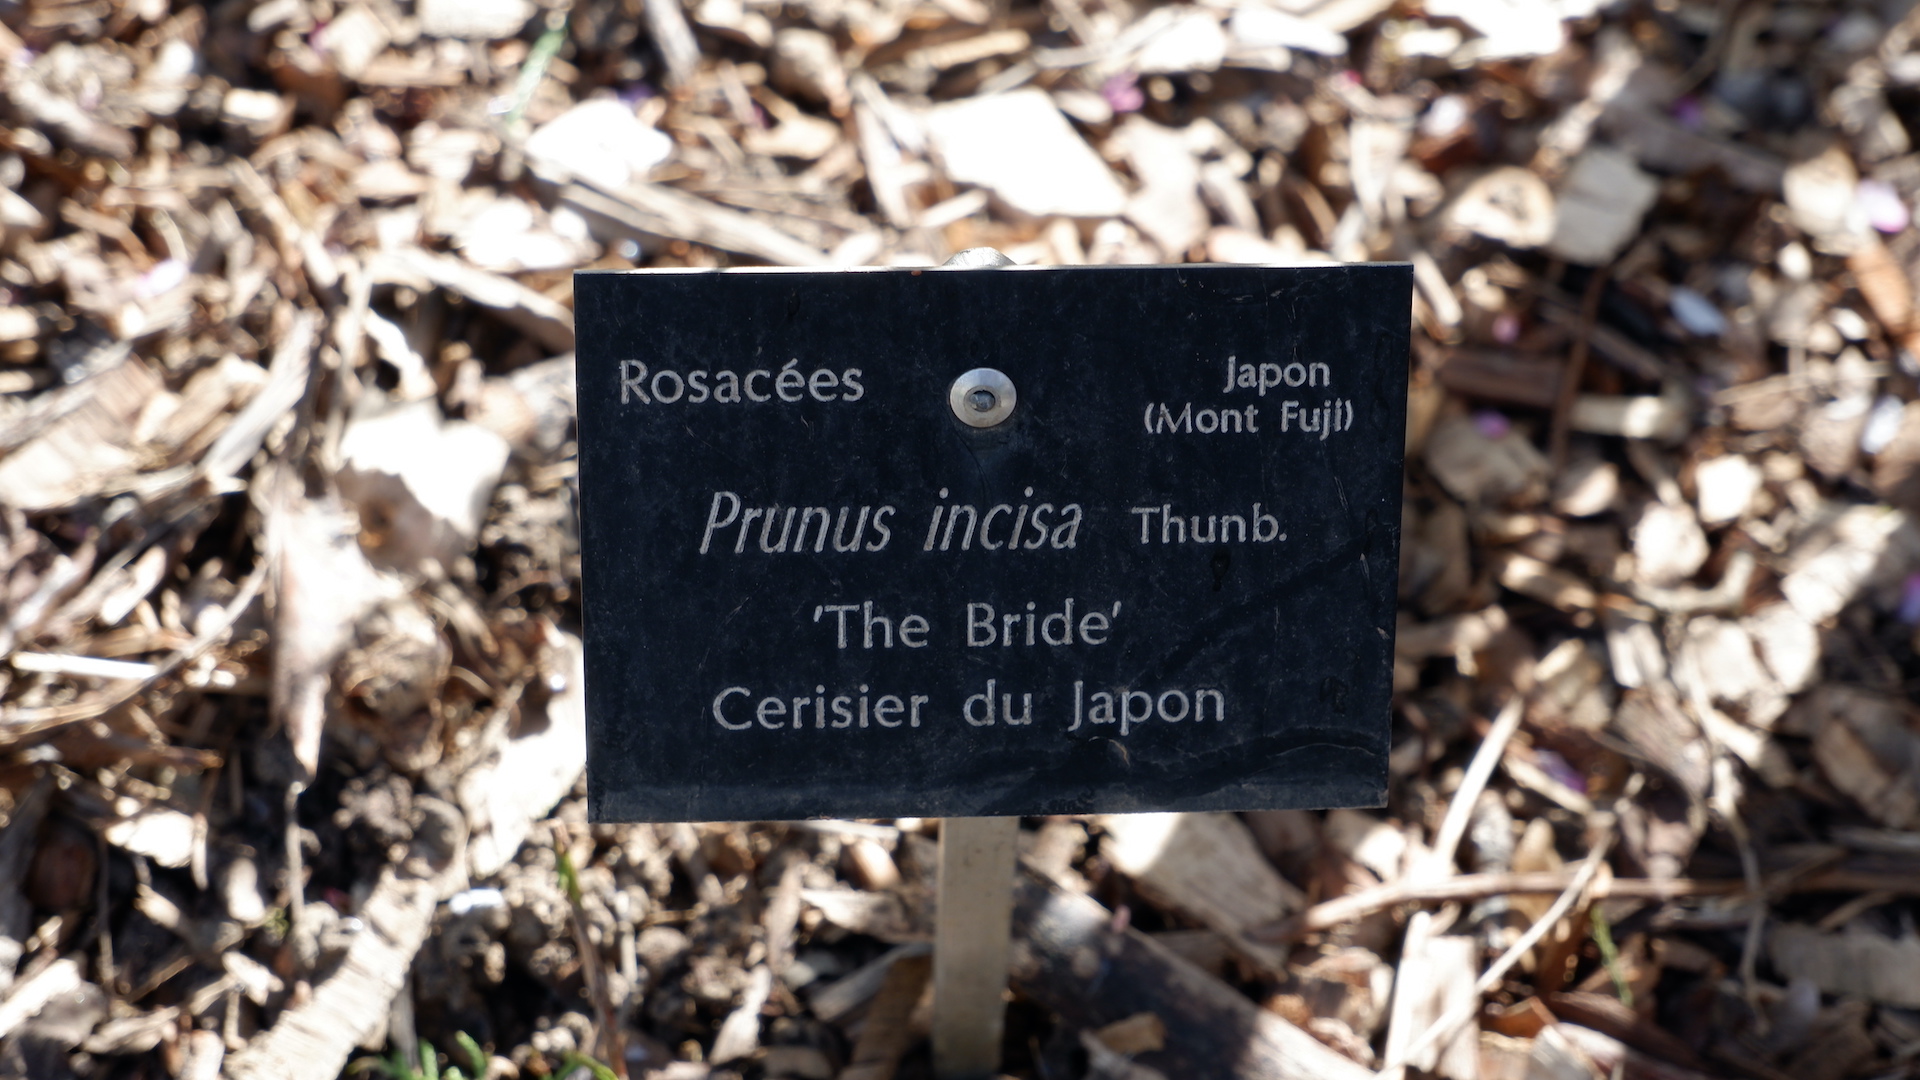 Rosacées
Japon
(Mont Fuji)
Prunus incisa Thunb.
'The Bride'
Cerisier du Japon